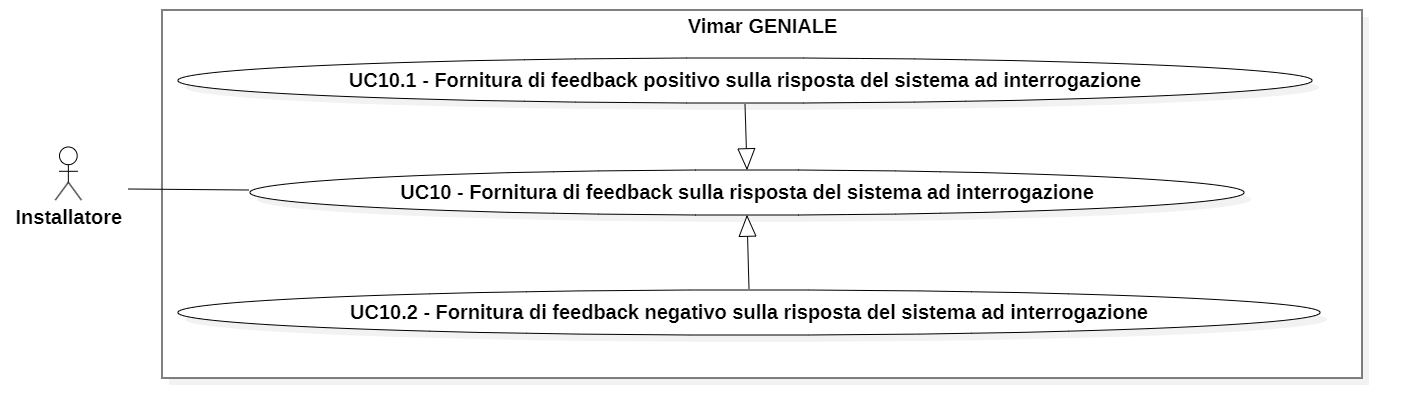 Vimar GENIALE
UC10.1 - Fornitura di feedback positivo sulla risposta del sistema ad interrogazione
UC10 - Fornitura di feedback sulla risposta del sistema ad interrogazione
Installatore
UC10.2 - Fornitura di feedback negativo sulla risposta del sistema ad interrogazione